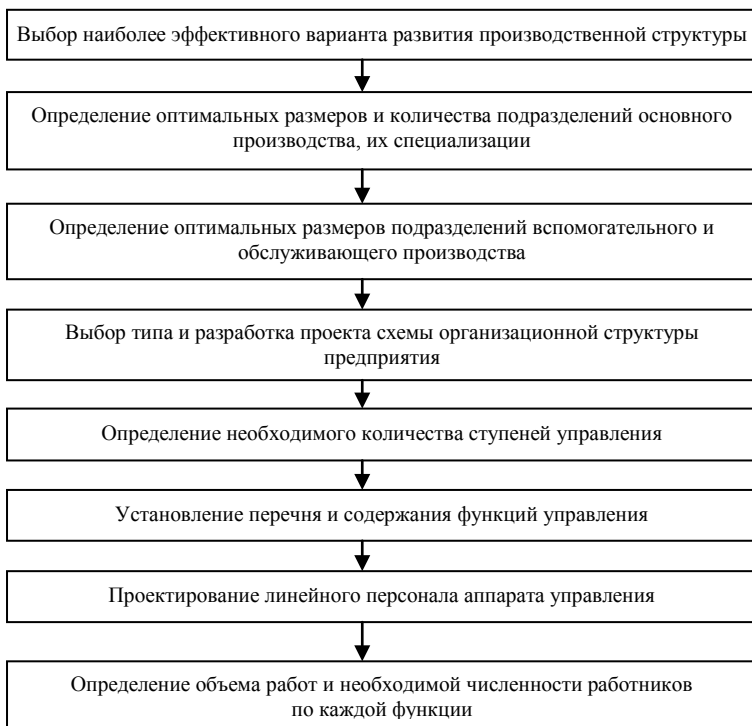 Выбор наиболее эффективного варианта развития производственной структуры
Определение оптимальных размеров и количества подразделений основного
производства, их специализации
Определение оптимальных размеров подразделений вспомогательного и
обслуживающего производства
Выбор типа и разработка проекта схемы организационной структуры
предприятия
Определение необходимого количества ступеней управления
Установление перечня и содержания функций управления
Проектирование линейного персонала аппарата управления
Определение объема работ и необходимой численности работников
по каждой функции